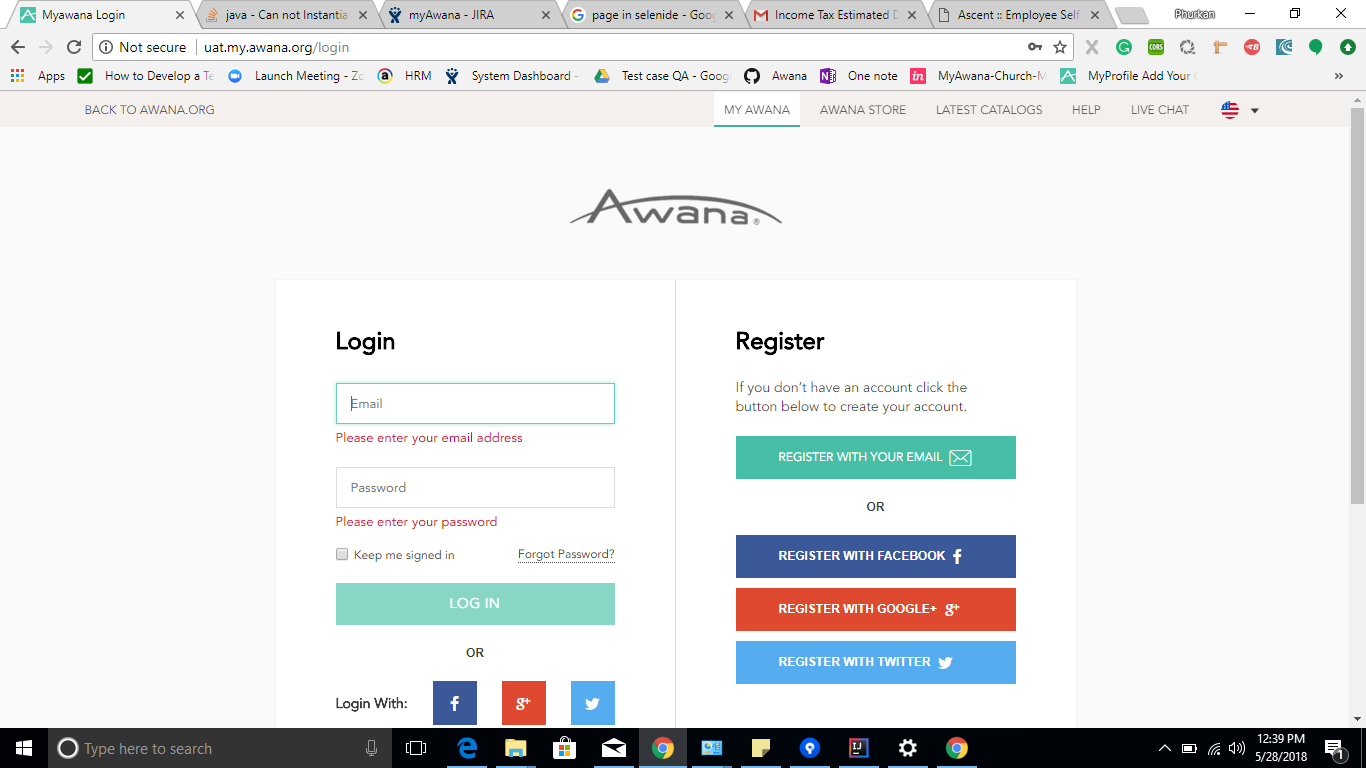 Myawana Login
java - Can not Instantia
myAwana - JIRA
page in selenide - Goog
Income Tax Estimated D
Ascent :: Employee Self
Phurkan
Not secure
uat.my.awana.org/login
Apps
How to Develop a Te
Launch Meeting - Zo
HRM
System Dashboard -
Test case QA - Googl
Awana
One note
MyAwana-Church-M
MyProfile Add Your
BACK TO AWANA.ORG
MY AWANA
AWANA STORE
LATEST CATALOGS
HELP
LIVE CHAT
Awana®
Login
Email
Please enter your email address
Password
Please enter your password
Keep me signed in
Forgot Password?
LOG IN
OR
Login With:
f
g+
Register
If you don’t have an account click the
button below to create your account.
REGISTER WITH YOUR EMAIL
OR
REGISTER WITH FACEBOOK f
REGISTER WITH GOOGLE+ g+
REGISTER WITH TWITTER
Type here to search
12:39 PM
5/28/2018
1